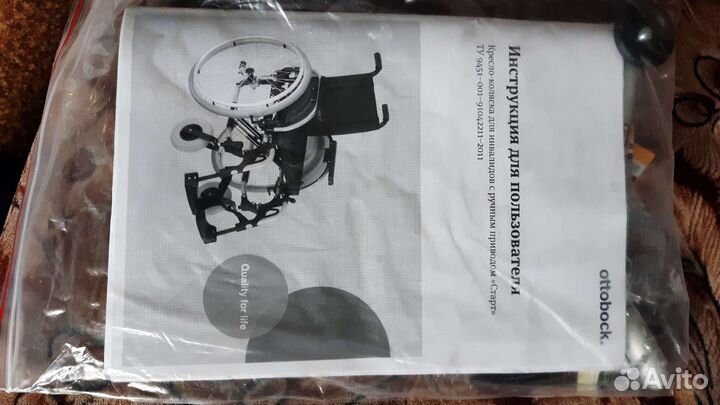 ottobock.
Инструкция для пользователя
Кресло-коляска для инвалидов с ручным приводом «Старт»
ТУ 9451-001-91042211-2011
Quality for life
Avito